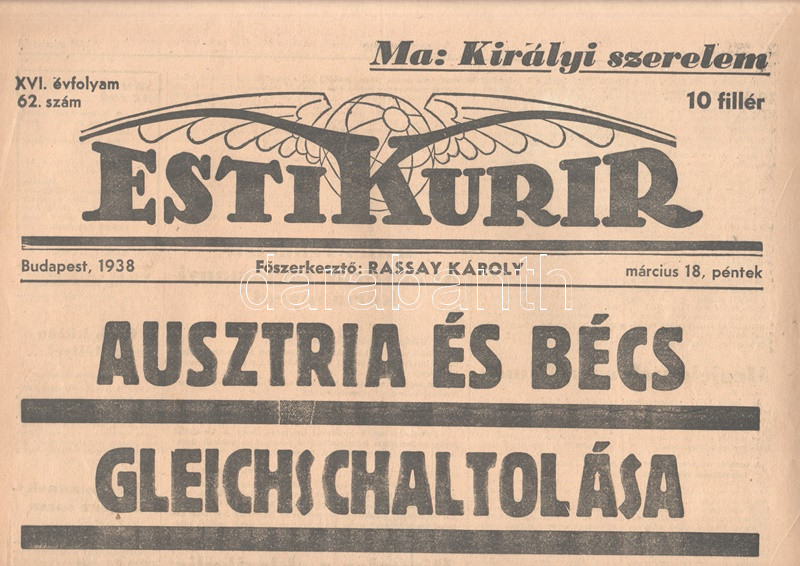 Ma: Királyi szerelem
XVI. évfolyam
62. szám
10 fillér
ESTI KURIR
Budapest, 1938
Főszerkesztő: RASSAY KÁROLY
március 18, péntek
darabanth
AUSZTRIA ÉS BÉCS
GLEICHSCHALTOLÁSA